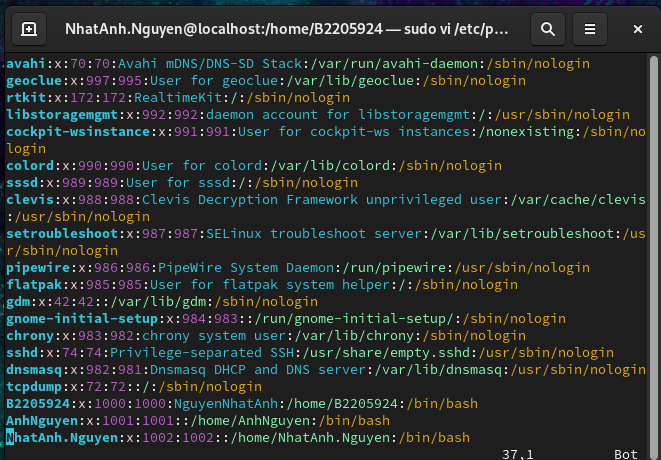 NhatAnh.Nguyen@localhost:/home/B2205924 — sudo vi /etc/p...
avahi:x:70:70:Avahi mDNS/DNS-SD Stack:/var/run/avahi-daemon:/sbin/nologin
geoclue:x:997:995:User for geoclue:/var/lib/geoclue:/sbin/nologin
rtkit:x:172:172:RealtimeKit:/:/sbin/nologin
libstoragemgmt:x:992:992:daemon account for libstoragemgmt:/:/usr/sbin/nologin
cockpit-wsinstance:x:991:991:User for cockpit-ws instances:/nonexisting:/sbin/no
login
colord:x:990:990:User for colord:/var/lib/colord:/sbin/nologin
sssd:x:989:989:User for sssd:/:/sbin/nologin
clevis:x:988:988:Clevis Decryption Framework unprivileged user:/var/cache/clevis
:/usr/sbin/nologin
setroubleshoot:x:987:987:SELinux troubleshoot server:/var/lib/setroubleshoot:/us
r/sbin/nologin
pipewire:x:986:986:PipeWire System Daemon:/run/pipewire:/usr/sbin/nologin
flatpak:x:985:985:User for flatpak system helper:/:/sbin/nologin
gdm:x:42:42::/var/lib/gdm:/sbin/nologin
gnome-initial-setup:x:984:983::/run/gnome-initial-setup/:/sbin/nologin
chrony:x:983:982:chrony system user:/var/lib/chrony:/sbin/nologin
sshd:x:74:74:Privilege-separated SSH:/usr/share/empty.sshd:/usr/sbin/nologin
dnsmasq:x:982:981:Dnsmasq DHCP and DNS server:/var/lib/dnsmasq:/usr/sbin/nologin
tcpdump:x:72:72::/:/sbin/nologin
B2205924:x:1000:1000:NguyenNhatAnh:/home/B2205924:/bin/bash
AnhNguyen:x:1001:1001::/home/AnhNguyen:/bin/bash
NhatAnh.Nguyen:x:1002:1002::/home/NhatAnh.Nguyen:/bin/bash
37,1 Bot